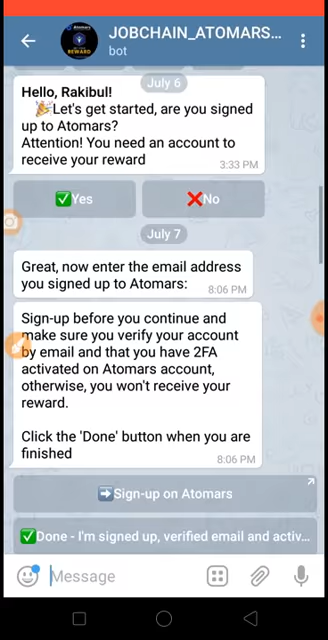 JOBCHAIN_ATOMARS...
bot
REWARD
July 6
Hello, Rakibul!
🎉Let's get started, are you signed
up to Atomars?
Attention! You need an account to
receive your reward
3:33 PM
✅Yes
❌No
July 7
Great, now enter the email address
you signed up to Atomars:
8:06 PM
Sign-up before you continue and
make sure you verify your account
by email and that you have 2FA
activated on Atomars account,
otherwise, you won't receive your
reward.
Click the 'Done' button when you are
finished
8:06 PM
➡️Sign-up on Atomars
✅Done - I'm signed up, verified email and activ...
Message